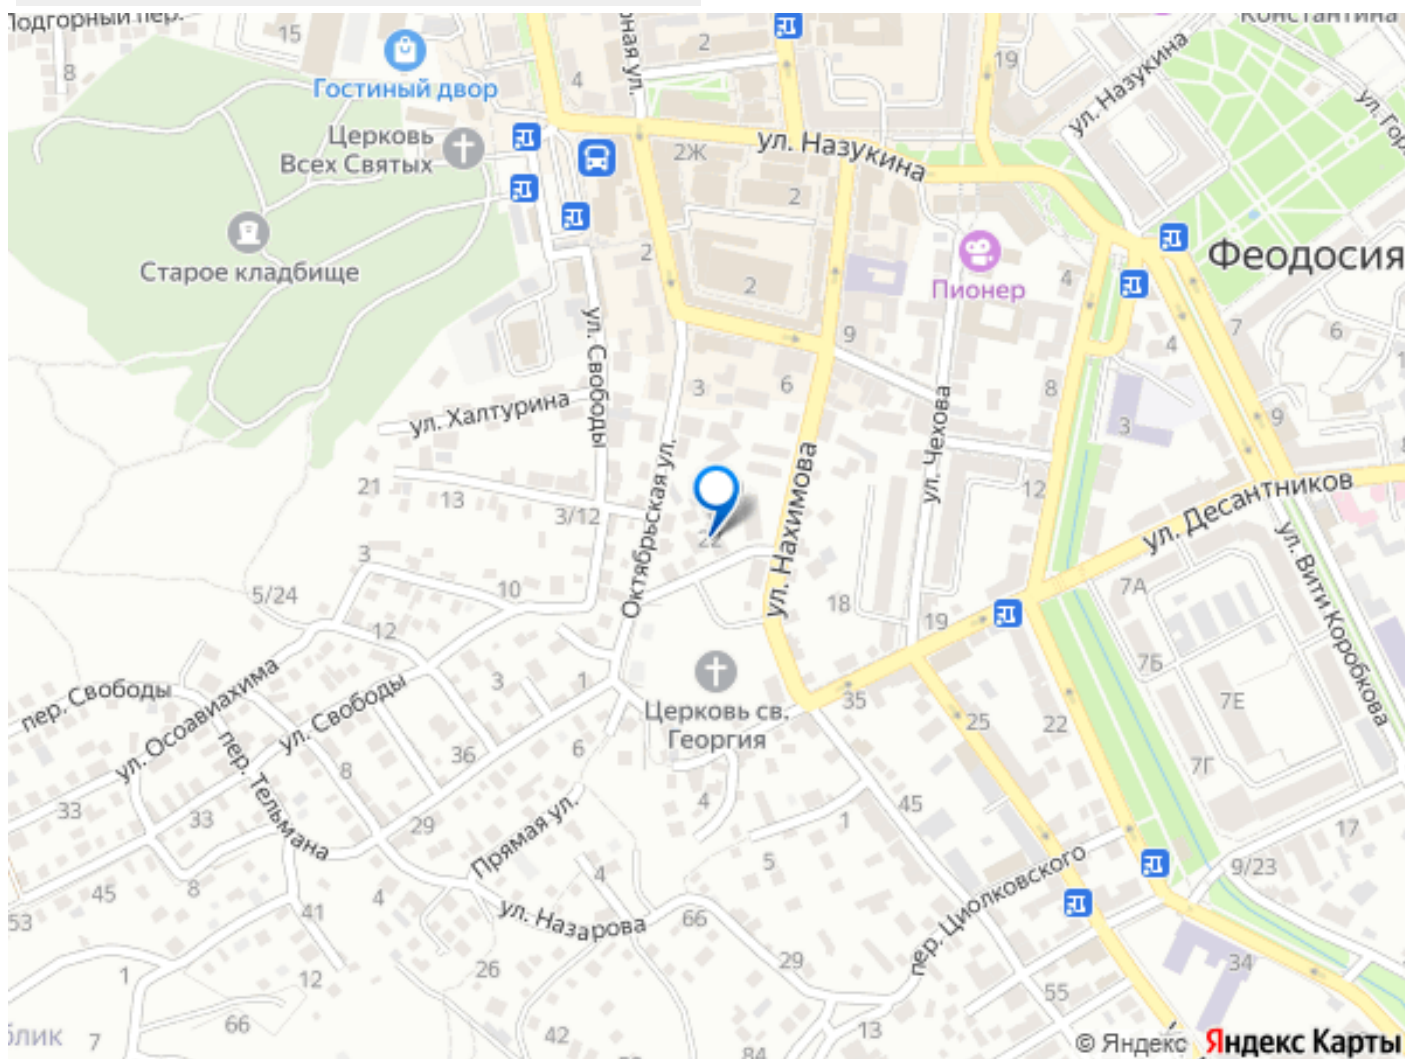 Подгорный пер.
Константина
15
8
рная ул.
2
4
19
Гостиный двор
ул. Назукина
Церковь
Всех Святых
2Ж
ул. Назукина
2
Старое кладбище
2
2
Пионер
4
Феодосия
7
6
4
9
ул. Свободы
3
6
8
9
ул. Халтурина
ул. Чехова
3
21
13
3/12
Октябрьская ул.
22
ул. Нахимова
12
ул. Десантников
3
5/24
10
12
18
19
7А
7Б
7Е
7Г
ул. Вити Коробкова
пер. Свободы
ул. Осоавиахима
ул. Свободы
3
1
Церковь св.
Георгия
35
25
22
36
6
8
пер. Тельмана
33
33
29
4
45
1
17
Прямая ул.
5
9/23
45
8
4
4
53
41
ул. Назарова
66
пер. Циолковского
29
34
1
12
26
55
66
блик
7
42
84
13
© Яндекс
Яндекс Карты